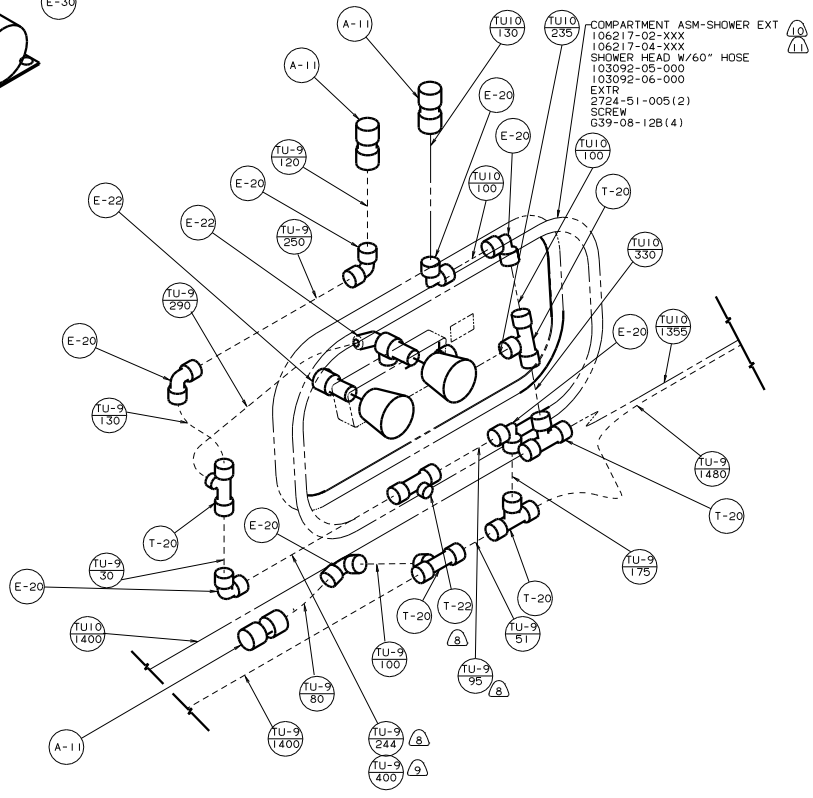 E-30
A-11
TU10
130
TU10
235
COMPARTMENT ASM-SHOWER EXT
10
106217-02-XXX
106217-04-XXX
11
SHOWER HEAD W/60" HOSE
103092-05-000
103092-06-000
EXTR
2724-51-005(2)
SCREW
G39-08-12B(4)
A-11
E-20
E-20
TU-9
120
TU10
100
E-20
TU10
100
T-20
E-22
E-22
TU-9
250
TU10
330
TU-9
290
E-20
TU10
1355
E-20
TU-9
130
TU-9
1480
T-20
E-20
T-20
TU-9
30
TU-9
175
E-20
T-20
T-22
T-20
8
TU10
1400
TU-9
51
TU-9
100
TU-9
95
8
TU-9
80
A-11
TU-9
1400
TU-9
244
8
TU-9
400
9